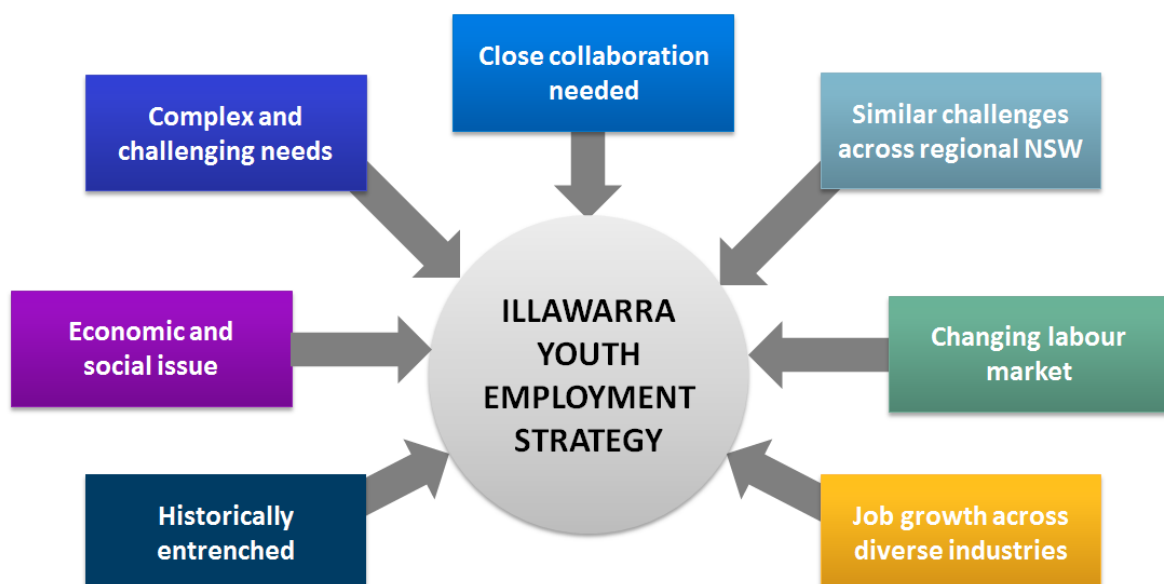 Close collaboration
needed
Complex and
challenging needs
Similar challenges
across regional NSW
ILLAWARRA
YOUTH
EMPLOYMENT
STRATEGY
Economic and
social issue
Changing labour
market
Historically
entrenched
Job growth across
diverse industries